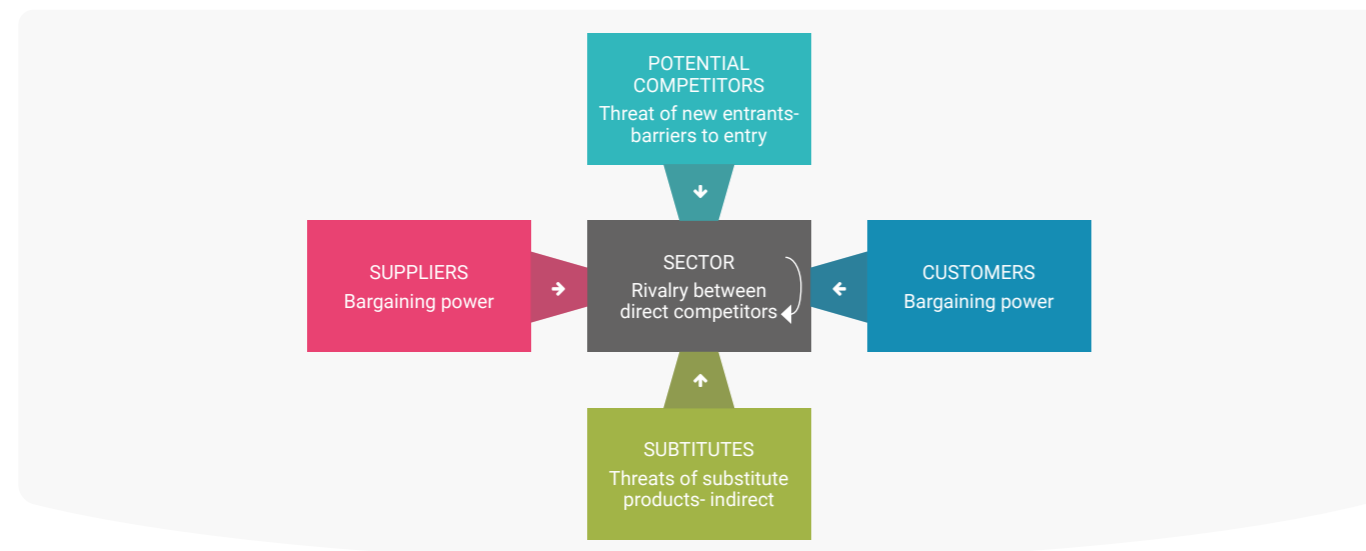 POTENTIAL
COMPETITORS
Threat of new entrants-
barriers to entry
SUPPLIERS
Bargaining power
SECTOR
Rivalry between
direct competitors
CUSTOMERS
Bargaining power
SUBTITUTES
Threats of substitute
products- indirect